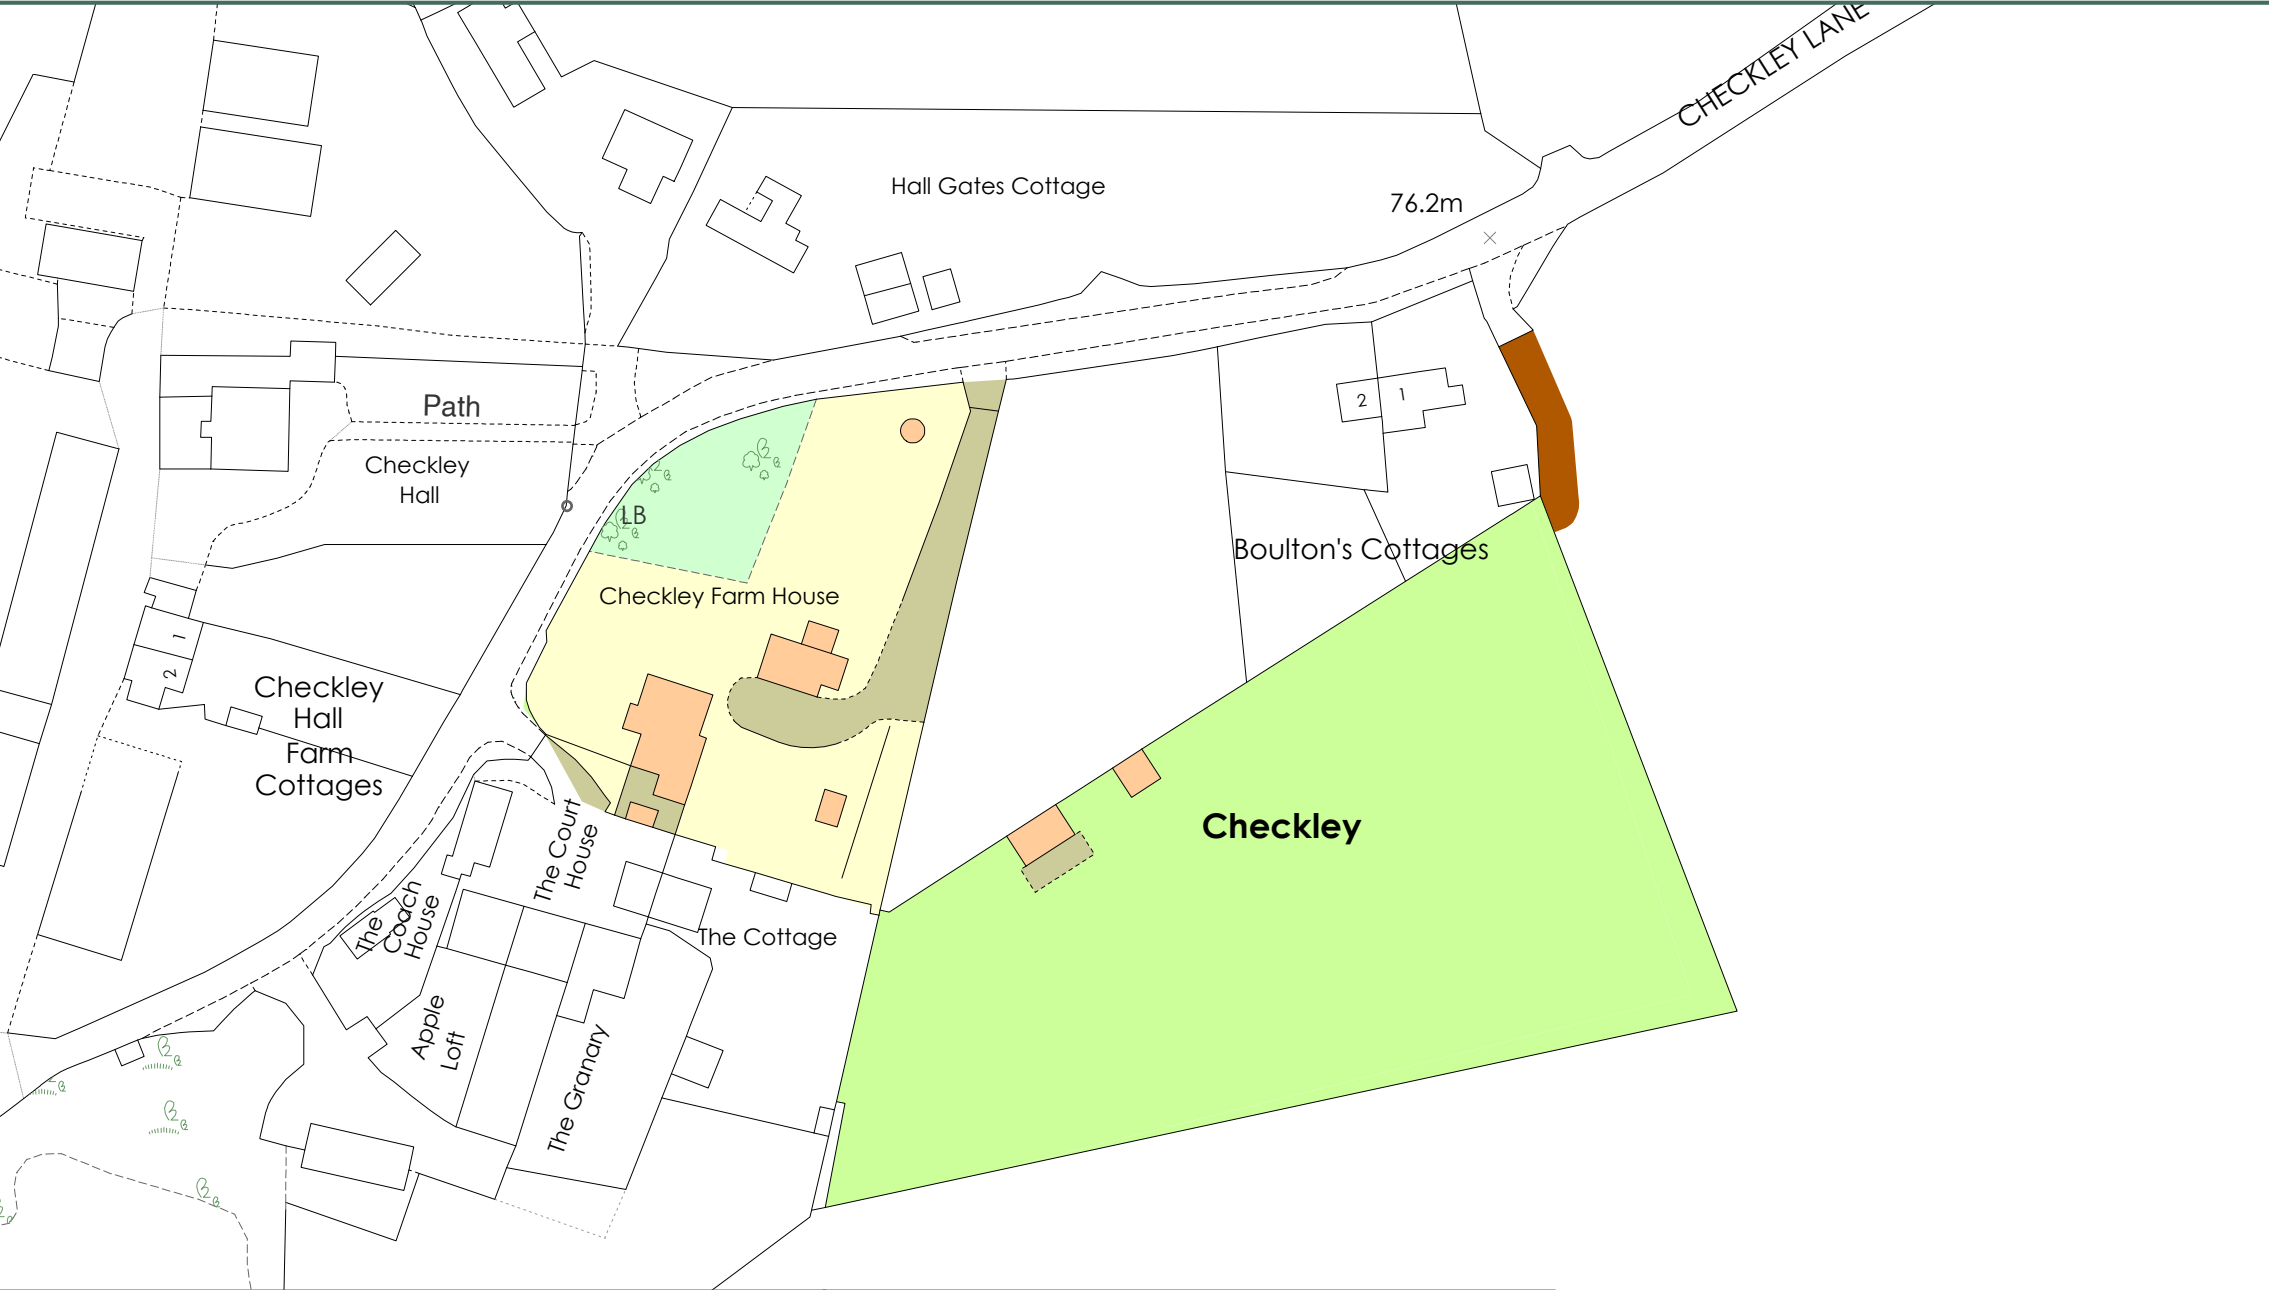 CHECKLEY LANE
Hall Gates Cottage
76.2m
Path
2
1
Checkley
Hall
LB
Boulton's Cottages
Checkley Farm House
1
2
Checkley
Hall
Farm
Cottages
Checkley
The Court
House
The
Coach
House
The Cottage
Apple
Loft
The Granary